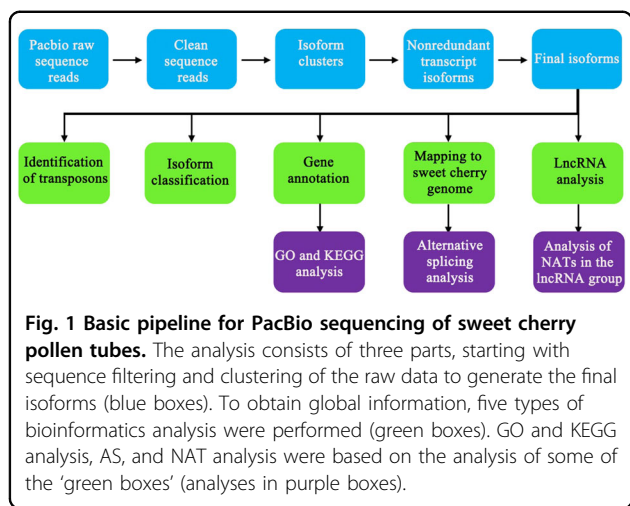 Pacbio raw
sequence
reads
Clean
sequence
reads
Isoform
clusters
Nonredundant
transcript
isoforms
Final isoforms
Identification
of transposons
Isoform
classification
Gene
annotation
Mapping to
sweet cherry
genome
LncRNA
analysis
GO and KEGG
analysis
Alternative
splicing
analysis
Analysis of
NATs in the
lncRNA group
Fig. 1 Basic pipeline for PacBio sequencing of sweet cherry
pollen tubes. The analysis consists of three parts, starting with
sequence filtering and clustering of the raw data to generate the final
isoforms (blue boxes). To obtain global information, five types of
bioinformatics analysis were performed (green boxes). GO and KEGG
analysis, AS, and NAT analysis were based on the analysis of some of
the ‘green boxes’ (analyses in purple boxes).